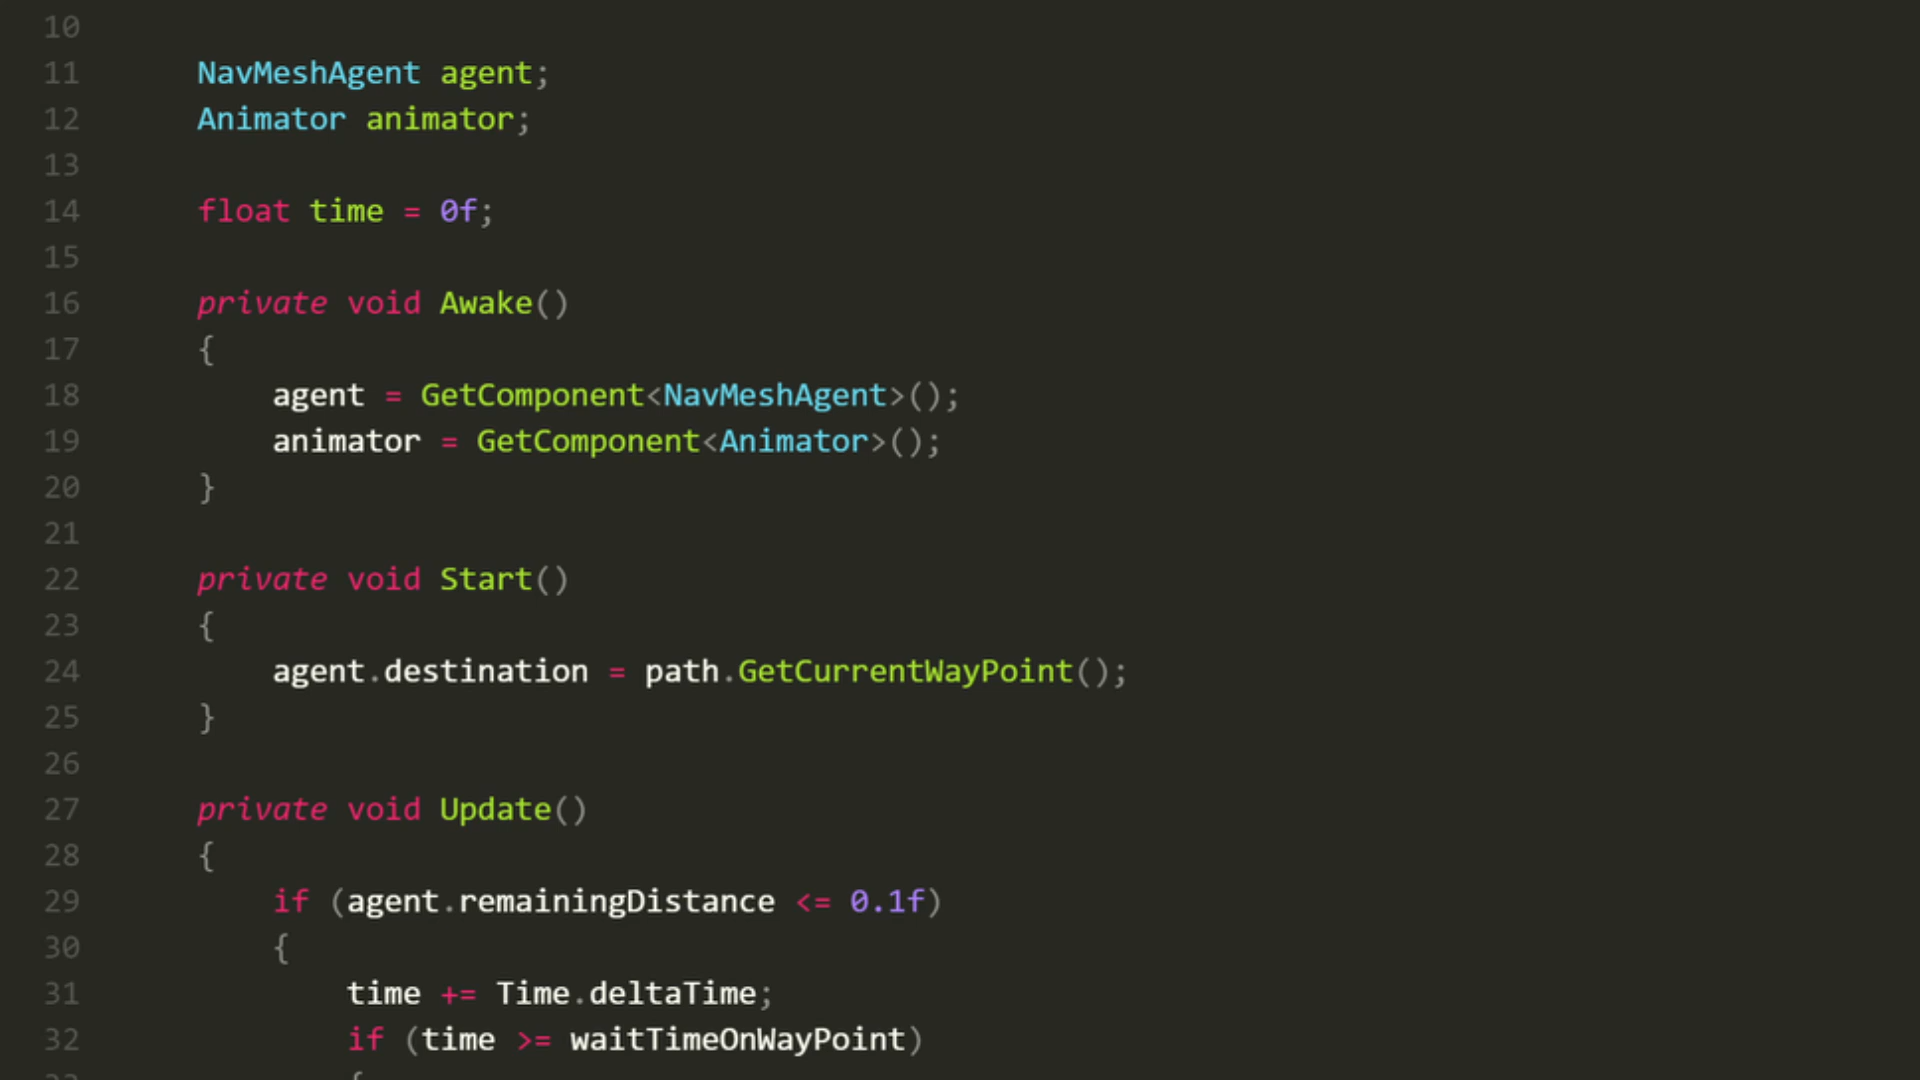 10
11 NavMeshAgent agent;
12 Animator animator;
13
14 float time = 0f;
15
16 private void Awake()
17 {
18 agent = GetComponent<NavMeshAgent>();
19 animator = GetComponent<Animator>();
20 }
21
22 private void Start()
23 {
24 agent.destination = path.GetCurrentWayPoint();
25 }
26
27 private void Update()
28 {
29 if (agent.remainingDistance <= 0.1f)
30 {
31 time += Time.deltaTime;
32 if (time >= waitTimeOnWayPoint)